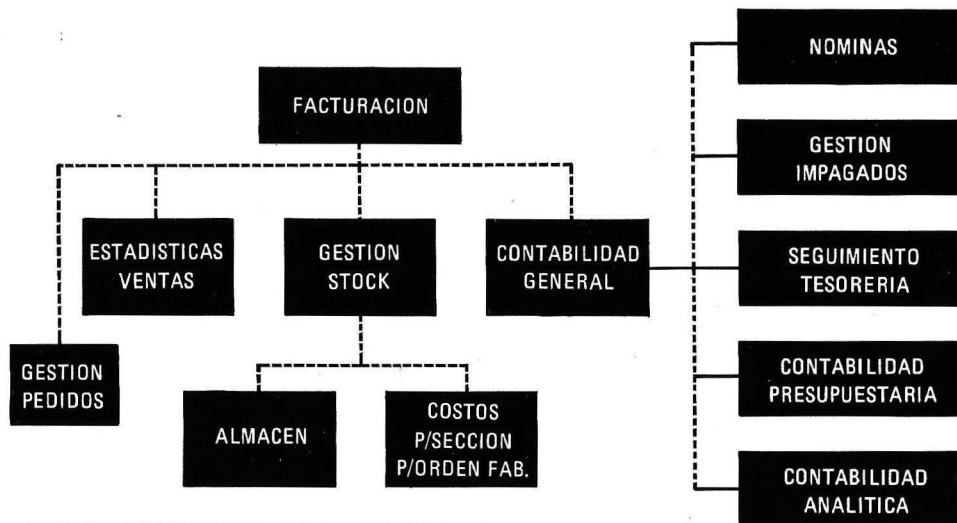 FACTURACION
ESTADISTICAS
VENTAS
GESTION
STOCK
CONTABILIDAD
GENERAL
GESTION
PEDIDOS
ALMACEN
COSTOS
P/SECCION
P/ORDEN FAB.
NOMINAS
GESTION
IMPAGADOS
SEGUIMIENTO
TESORERIA
CONTABILIDAD
PRESUPUESTARIA
CONTABILIDAD
ANALITICA